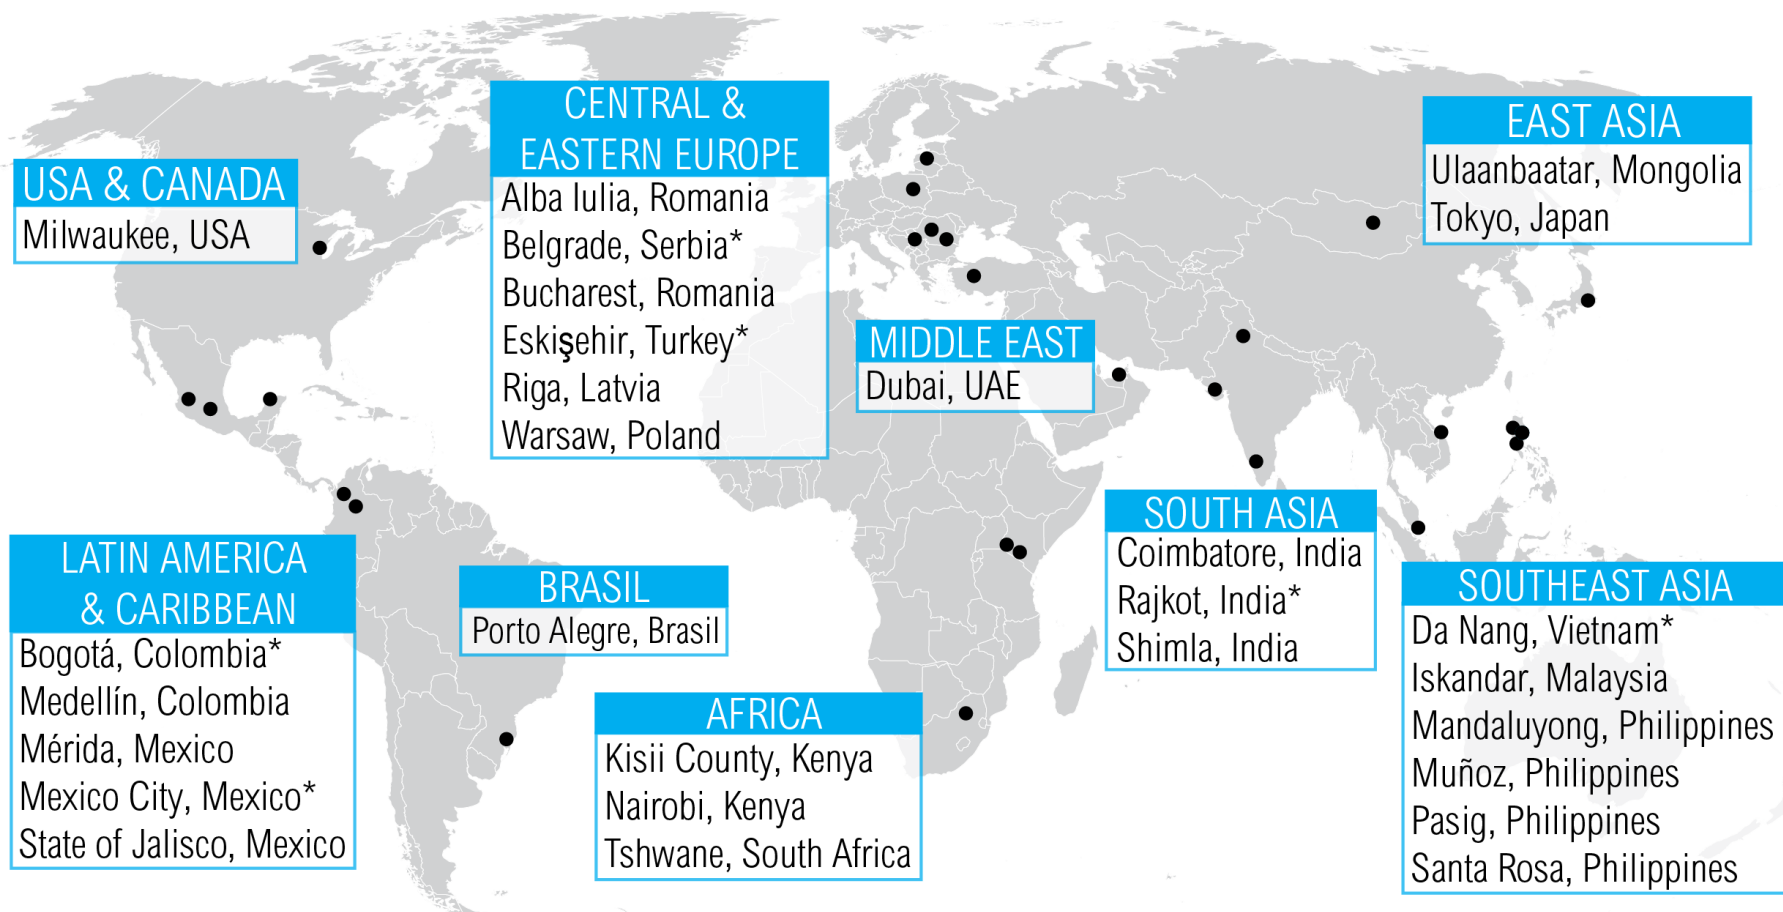 USA & CANADA
Milwaukee, USA
CENTRAL &
EASTERN EUROPE
Alba Iulia, Romania
Belgrade, Serbia*
Bucharest, Romania
Eskişehir, Turkey*
Riga, Latvia
Warsaw, Poland
EAST ASIA
Ulaanbaatar, Mongolia
Tokyo, Japan
MIDDLE EAST
Dubai, UAE
LATIN AMERICA
& CARIBBEAN
Bogotá, Colombia*
Medellín, Colombia
Mérida, Mexico
Mexico City, Mexico*
State of Jalisco, Mexico
BRASIL
Porto Alegre, Brasil
AFRICA
Kisii County, Kenya
Nairobi, Kenya
Tshwane, South Africa
SOUTH ASIA
Coimbatore, India
Rajkot, India*
Shimla, India
SOUTHEAST ASIA
Da Nang, Vietnam*
Iskandar, Malaysia
Mandaluyong, Philippines
Muñoz, Philippines
Pasig, Philippines
Santa Rosa, Philippines